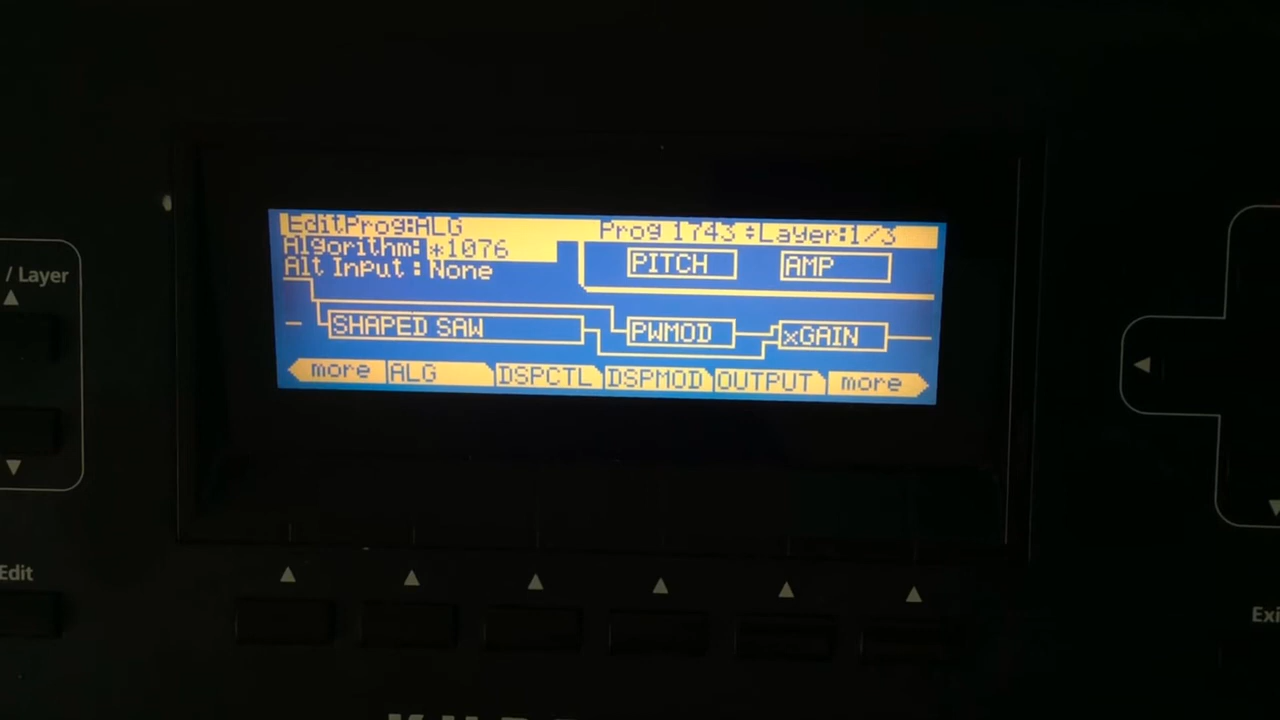 EditProg:ALG Prog 1743 Layer:1/3
Algorithm:*1076
Alt Input:None
PITCH AMP
SHAPED SAW PWMOD xGAIN
more ALG DSPCTL DSPMOD OUTPUT more
/ Layer
Edit
Exi